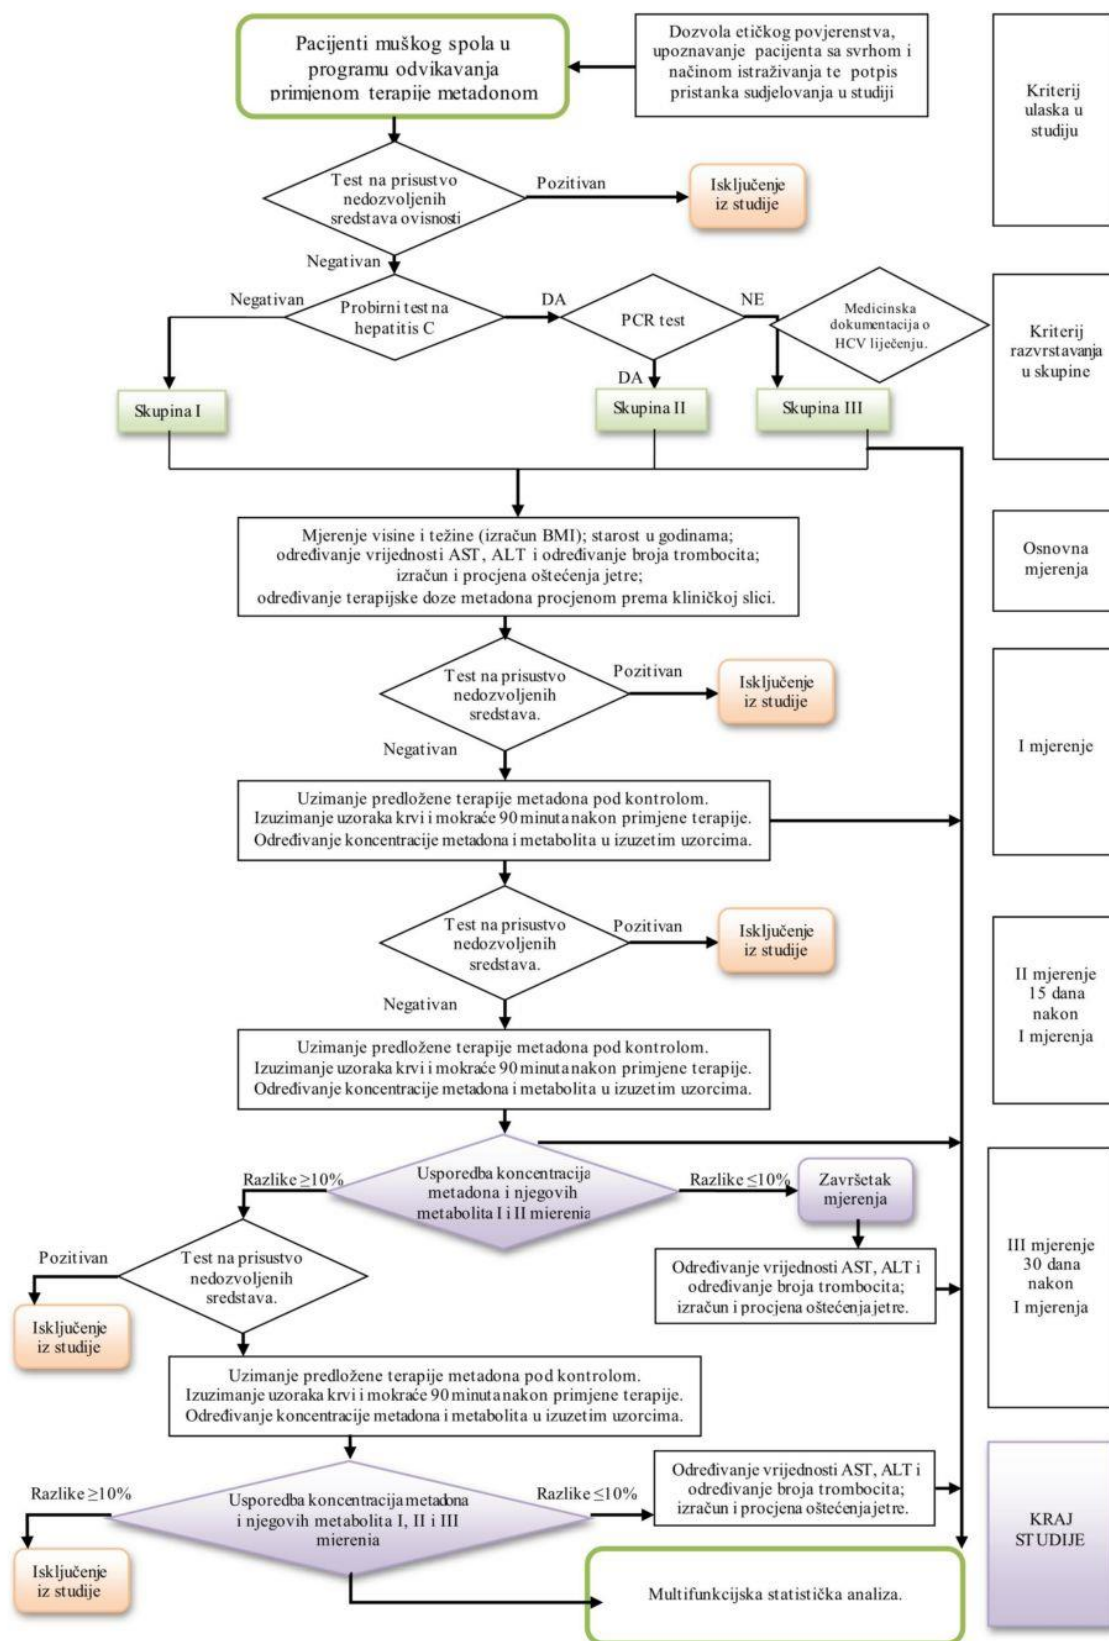 Pacijenti muškog spola u
programu odvikavanja
primjenom terapije metadonom
Dozvola etičkog povjerenstva,
upoznavanje pacijenta sa svrhom i
načinom istraživanja te potpis
pristanka sudjelovanja u studiji
Kriterij
ulaska u
studiju
Test na prisustvo
nedozvoljenih
sredstava ovisnosti
Pozitivan
Isključenje
iz studije
Negativan
Negativan
Probirni test na
hepatitis C
DA
PCR test
NE
Medicinska
dokumentacija o
HCV liječenju.
Kriterij
razvrstavanja
u skupine
DA
Skupina I
Skupina II
Skupina III
Mjerenje visine i težine (izračun BMI); starost u godinama;
određivanje vrijednosti AST, ALT i određivanje broja trombocita;
izračun i procjena oštećenja jetre;
određivanje terapijske doze metadona procjenom prema kliničkoj slici.
Osnovna
mjerenja
Test na prisustvo
nedozvoljenih
sredstava.
Pozitivan
Isključenje
iz studije
Negativan
I mjerenje
Uzimanje predložene terapije metadona pod kontrolom.
Izuzimanje uzoraka krvi i mokraće 90 minuta nakon primjene terapije.
Određivanje koncentracije metadona i metabolita u izuzetim uzorcima.
Test na prisustvo
nedozvoljenih
sredstava.
Pozitivan
Isključenje
iz studije
Negativan
II mjerenje
15 dana
nakon
I mjerenja
Uzimanje predložene terapije metadona pod kontrolom.
Izuzimanje uzoraka krvi i mokraće 90 minuta nakon primjene terapije.
Određivanje koncentracije metadona i metabolita u izuzetim uzorcima.
Razlike ≥10%
Usporedba koncentracija
metadona i njegovih
metabolita I i II mierenia
Razlike ≤10%
Završetak
mjerenja
Pozitivan
Test na prisustvo
nedozvoljenih
sredstava.
Isključenje
iz studije
Određivanje vrijednosti AST, ALT i
određivanje broja trombocita;
izračun i procjena oštećenja jetre.
III mjerenje
30 dana
nakon
I mjerenja
Uzimanje predložene terapije metadona pod kontrolom.
Izuzimanje uzoraka krvi i mokraće 90 minuta nakon primjene terapije.
Određivanje koncentracije metadona i metabolita u izuzetim uzorcima.
Razlike ≥10%
Usporedba koncentracija metadona
i njegovih metabolita I, II i III
mierenia
Razlike ≤10%
Određivanje vrijednosti AST, ALT i
određivanje broja trombocita;
izračun i procjena oštećenja jetre.
KRAJ
STUDIJE
Isključenje
iz studije
Multifunkcijska statistička analiza.